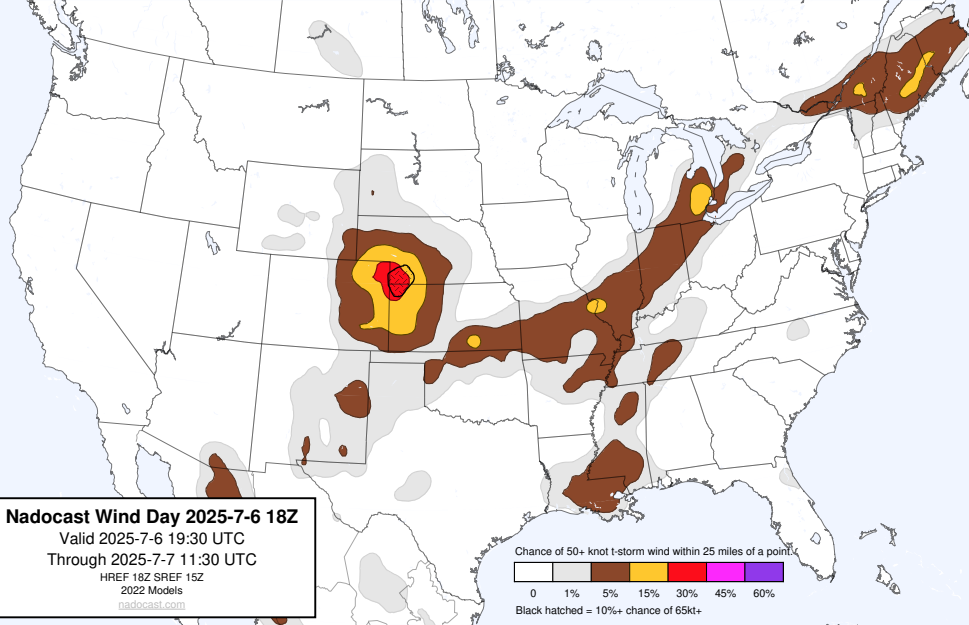 Nadocast Wind Day 2025-7-6 18Z
Valid 2025-7-6 19:30 UTC
Through 2025-7-7 11:30 UTC
HREF 18Z SREF 15Z
2022 Models
nadocast.com
Chance of 50+ knot t-storm wind within 25 miles of a point.
0 1% 5% 15% 30% 45% 60%
Black hatched = 10%+ chance of 65kt+